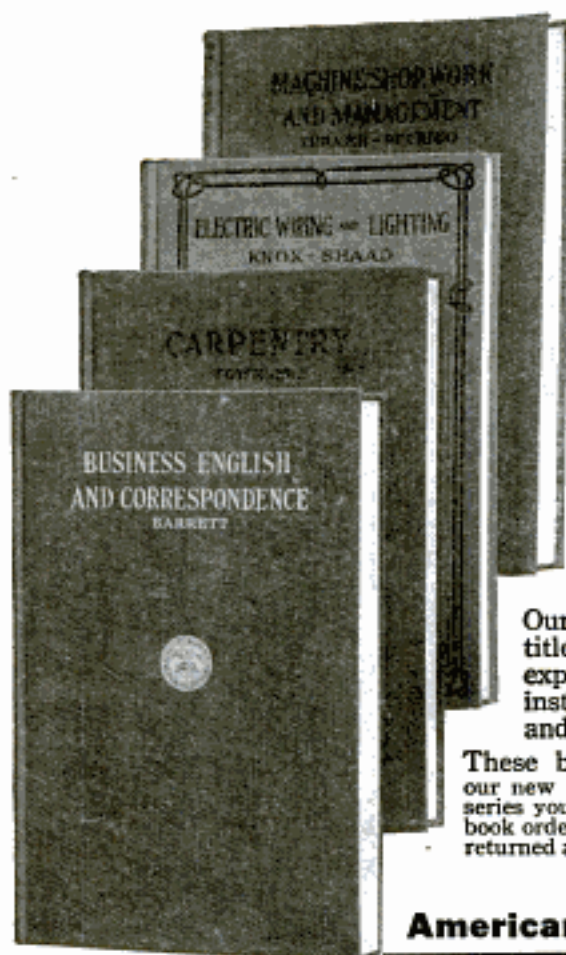 MACHINE SHOP WORK
AND MANAGEMENT
ELECTRIC WIRING AND LIGHTING
KNOX - SHAAD
CARPENTRY
BUSINESS ENGLISH
AND CORRESPONDENCE
BARRETT
Our
title
exp
inst
and
These b
our new
series you
book orde
returned a
American